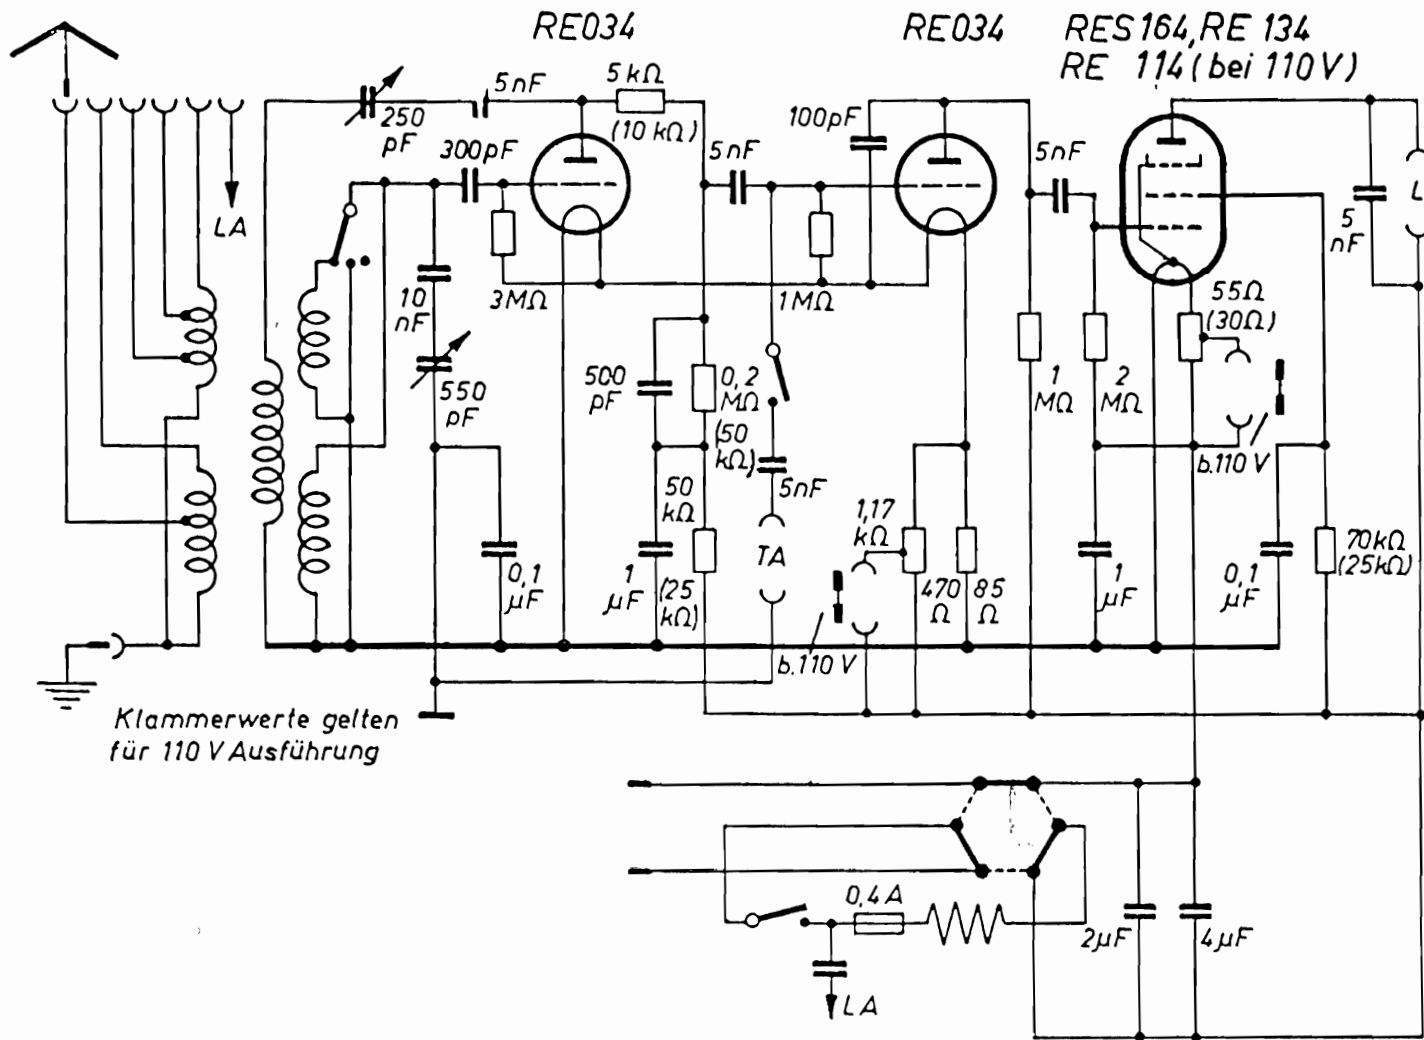 RE034
RE034
RES164, RE 134
RE 114 (bei 110 V)
250
pF
5nF
5 kΩ
(10 kΩ)
300pF
LA
5nF
100pF
5nF
5
nF
L
10
nF
3MΩ
1MΩ
550
pF
500
pF
0,2
MΩ
(50
kΩ)
5nF
1
MΩ
2
MΩ
55Ω
(30Ω)
b.110 V
50
kΩ
(25
kΩ)
0,1
µF
1
µF
TA
1,17
kΩ
470
Ω
85
Ω
b.110 V
1
µF
0,1
µF
70kΩ
(25kΩ)
Klammerwerte gelten
für 110 V Ausführung
0,4A
2µF
4µF
LA